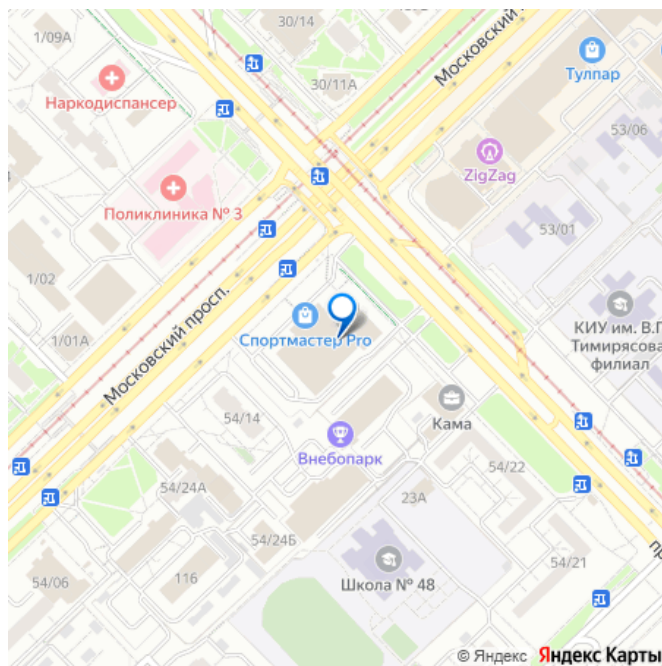 30/14
1/09А
Московский
30/11А
Тулпар
Наркодиспансер
53/06
ZigZag
Поликлиника № 3
53/01
1/02
КИУ им. В.Г.
Тимирясова
филиал
Московский просп.
Спортмастер Pro
1/01А
54/14
Кама
Внебопарк
54/22
54/24А
23А
54/24Б
54/21
54/06
116
Школа № 48
© Яндекс Яндекс Карты